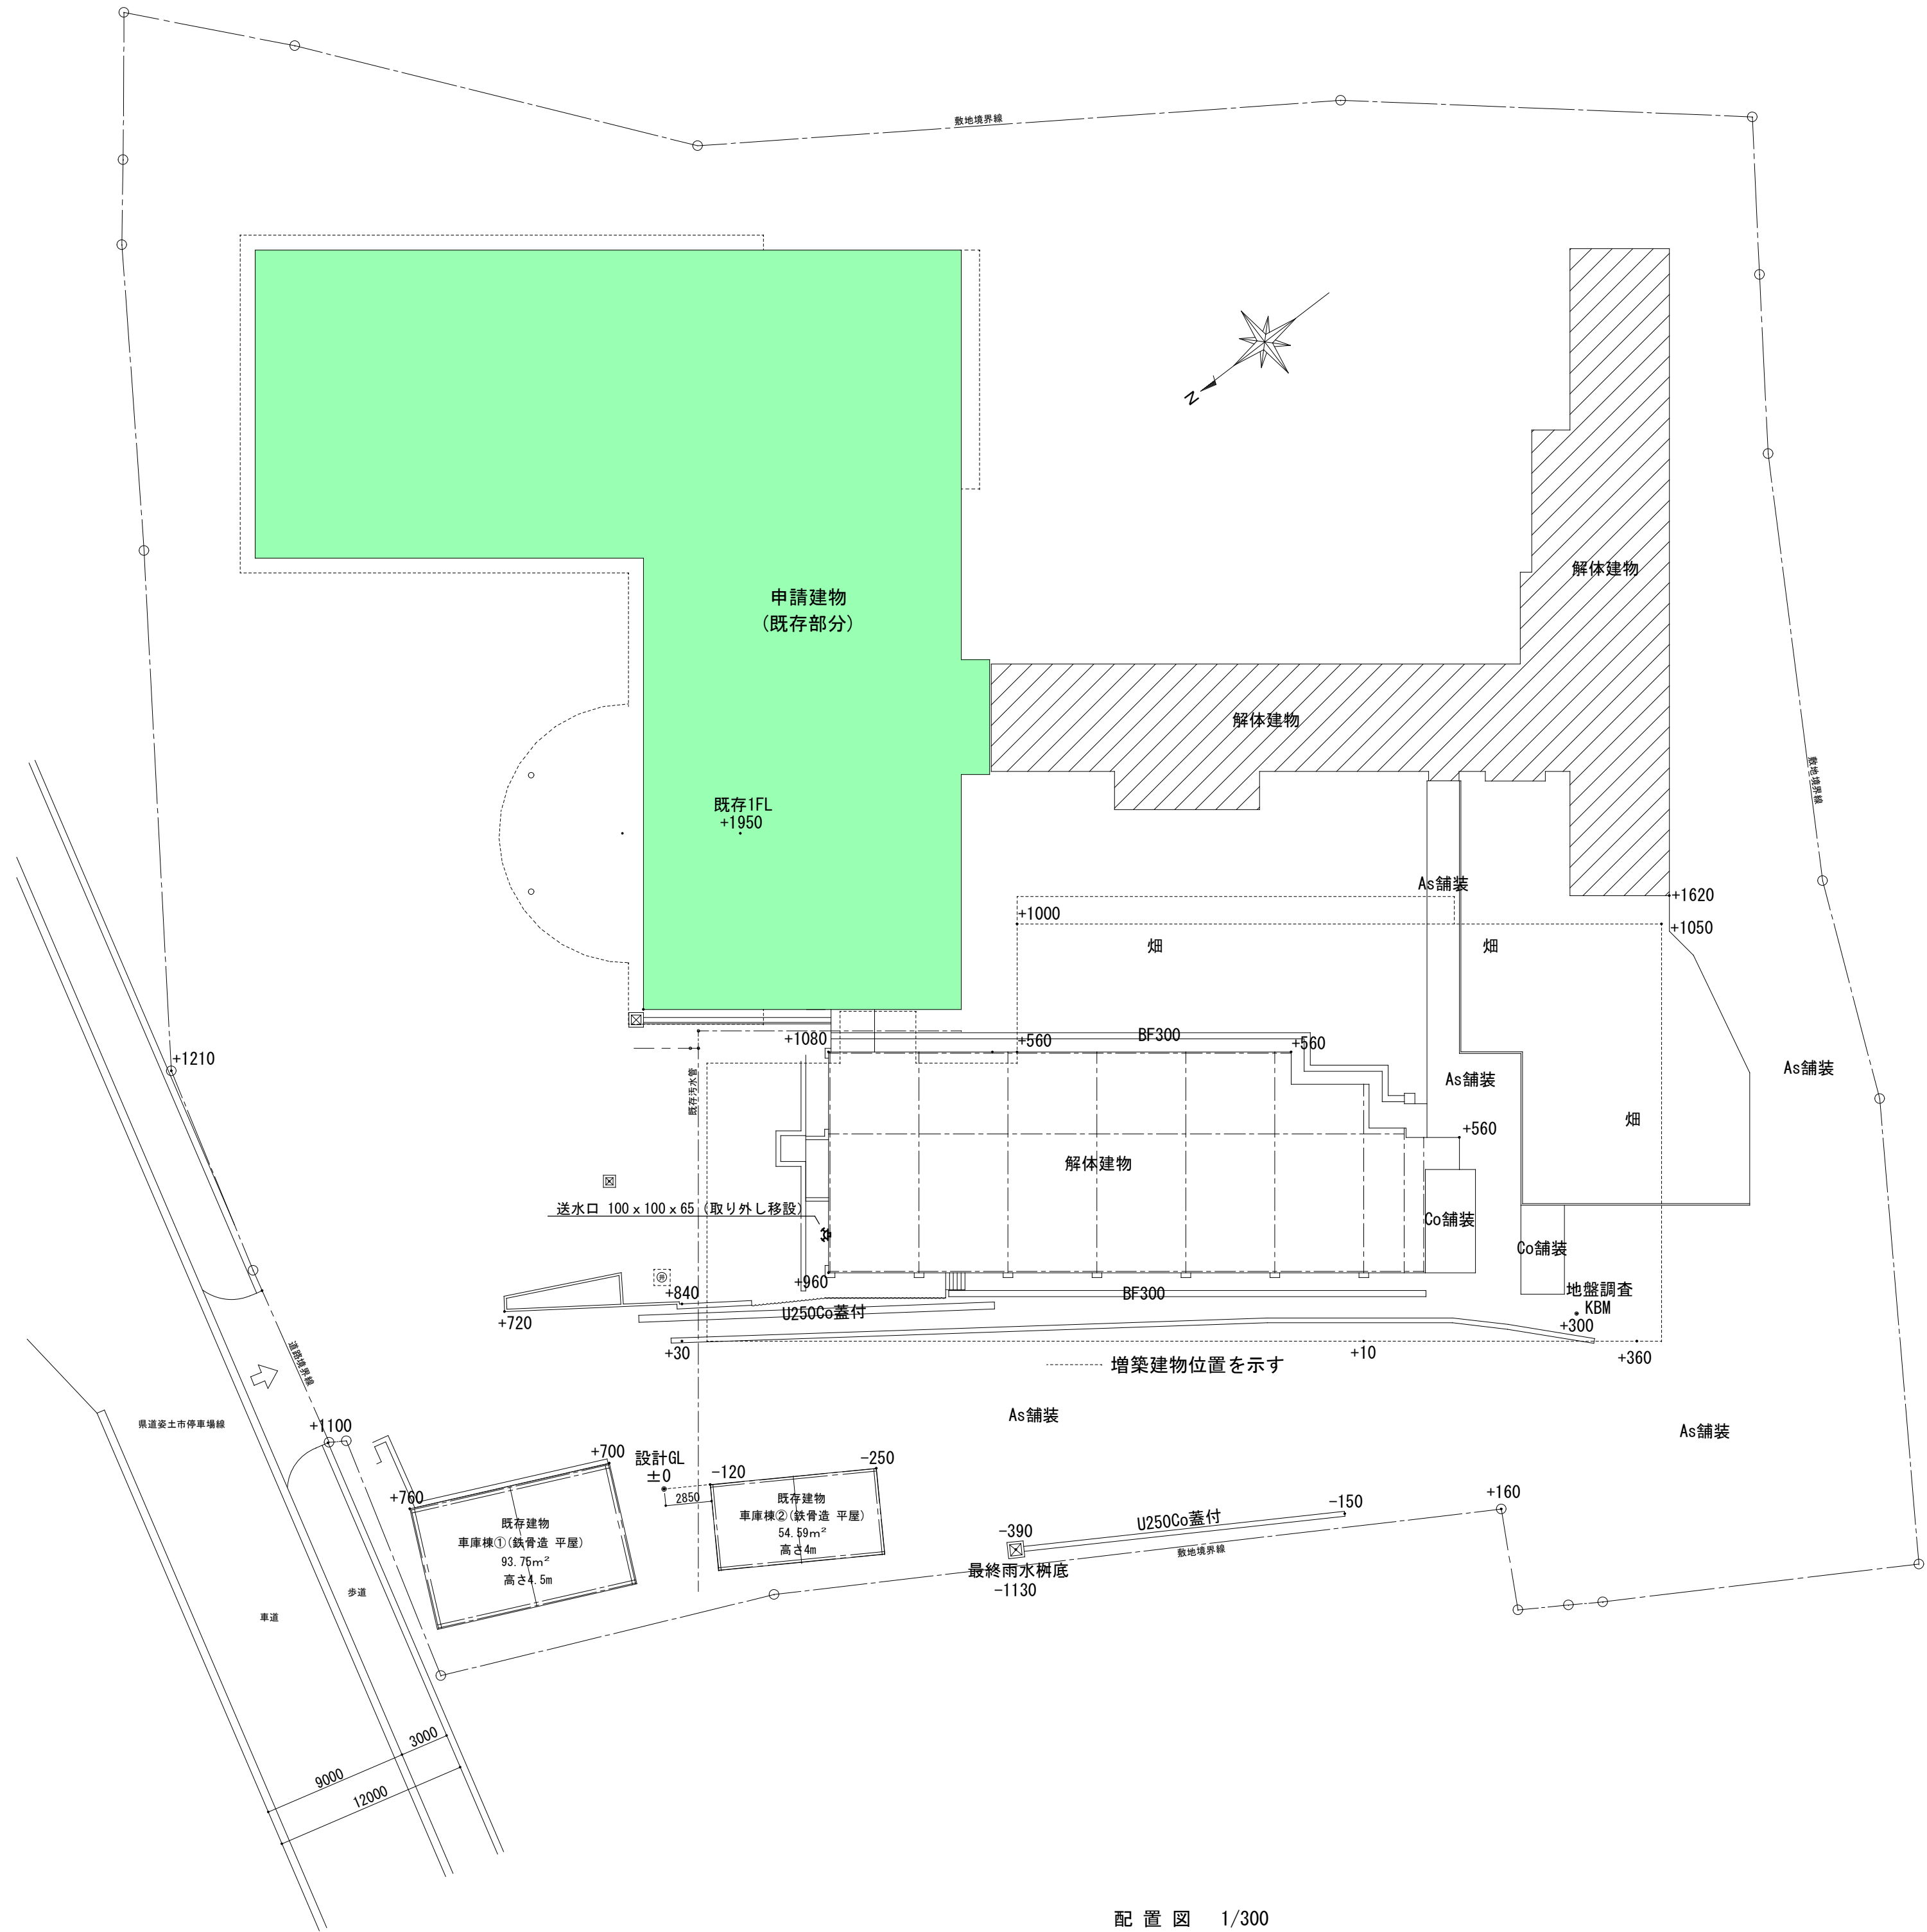 敷地境界線
N
解体建物
申請建物
(既存部分)
解体建物
敷地境界線
既存1FL
+1950
As舗装
+1620
+1000
+1050
畑
畑
+1080
+560
BF300
+560
+1210
既存汚水管
As舗装
As舗装
畑
+560
解体建物
送水口 100 x 100 x 65 (取り外し移設)
Co舗装
Co舗装
+960
+840
BF300
地盤調査
KBM
+300
+720
U250Co蓋付
+30
+10
+360
増築建物位置を示す
道路境界線
県道姿土市停車場線
+1100
As舗装
As舗装
+700
設計GL
±0
-120
-250
+760
2850
既存建物
車庫棟②(鉄骨造 平屋)
54.59m²
高さ4m
既存建物
車庫棟①(鉄骨造 平屋)
93.75m²
高さ4.5m
-150
+160
U250Co蓋付
-390
敷地境界線
最終雨水桝底
-1130
歩道
車道
3000
9000
12000
配置図 1/300